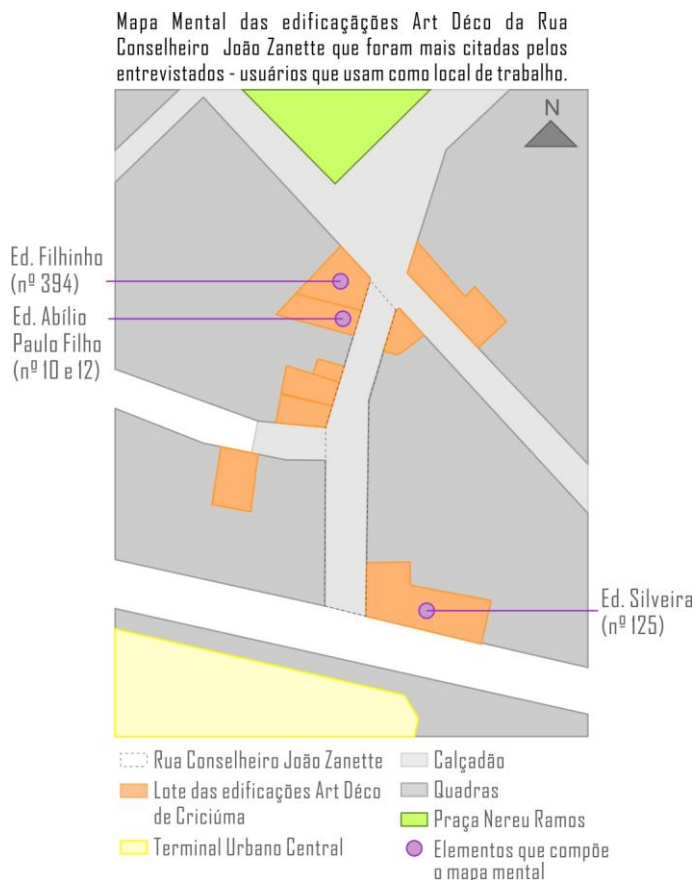 Mapa Mental das edificaçãções Art Déco da Rua
Conselheiro João Zanette que foram mais citadas pelos
entrevistados - usuários que usam como local de trabalho.
N
Ed. Filhinho
(nº 394)
Ed. Abílio
Paulo Filho
(nº 10 e 12)
Ed. Silveira
(nº 125)
Rua Conselheiro João Zanette
Lote das edificações Art Déco
de Criciúma
Terminal Urbano Central
Calçadão
Quadras
Praça Nereu Ramos
Elementos que compõe
o mapa mental